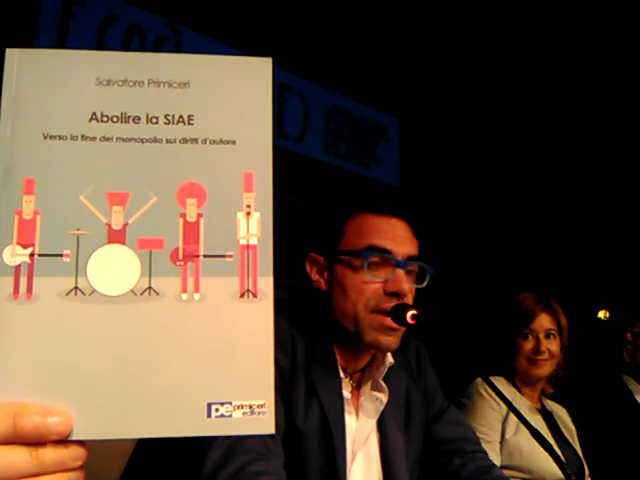 Salvatore Primiceri
Abolire la SIAE
Verso la fine del monopolio sui diritti d'autore
pe primiceri
editore